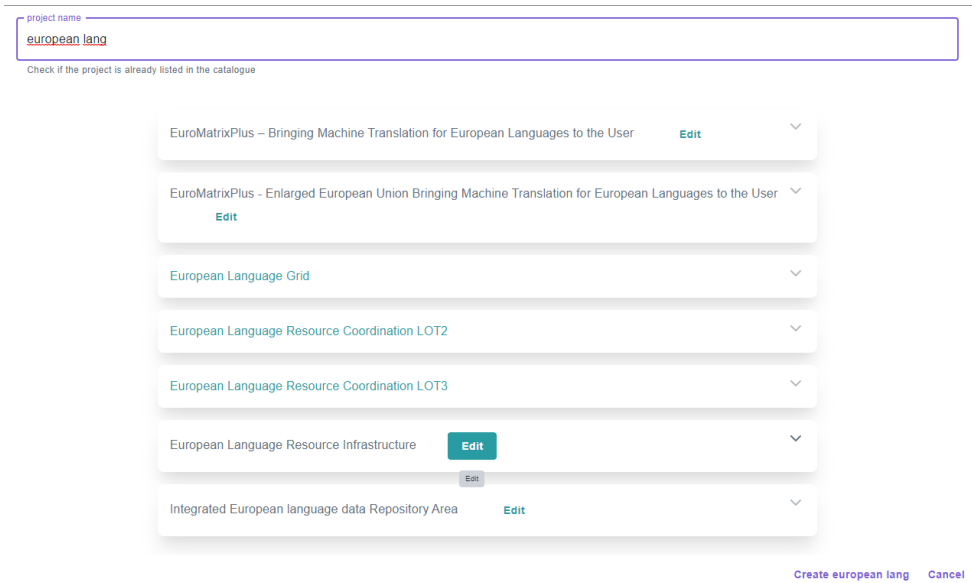 project name
european lang
Check if the project is already listed in the catalogue
EuroMatrixPlus – Bringing Machine Translation for European Languages to the User Edit
EuroMatrixPlus - Enlarged European Union Bringing Machine Translation for European Languages to the User
Edit
European Language Grid
European Language Resource Coordination LOT2
European Language Resource Coordination LOT3
European Language Resource Infrastructure Edit
Edit
Integrated European language data Repository Area Edit
Create european lang Cancel